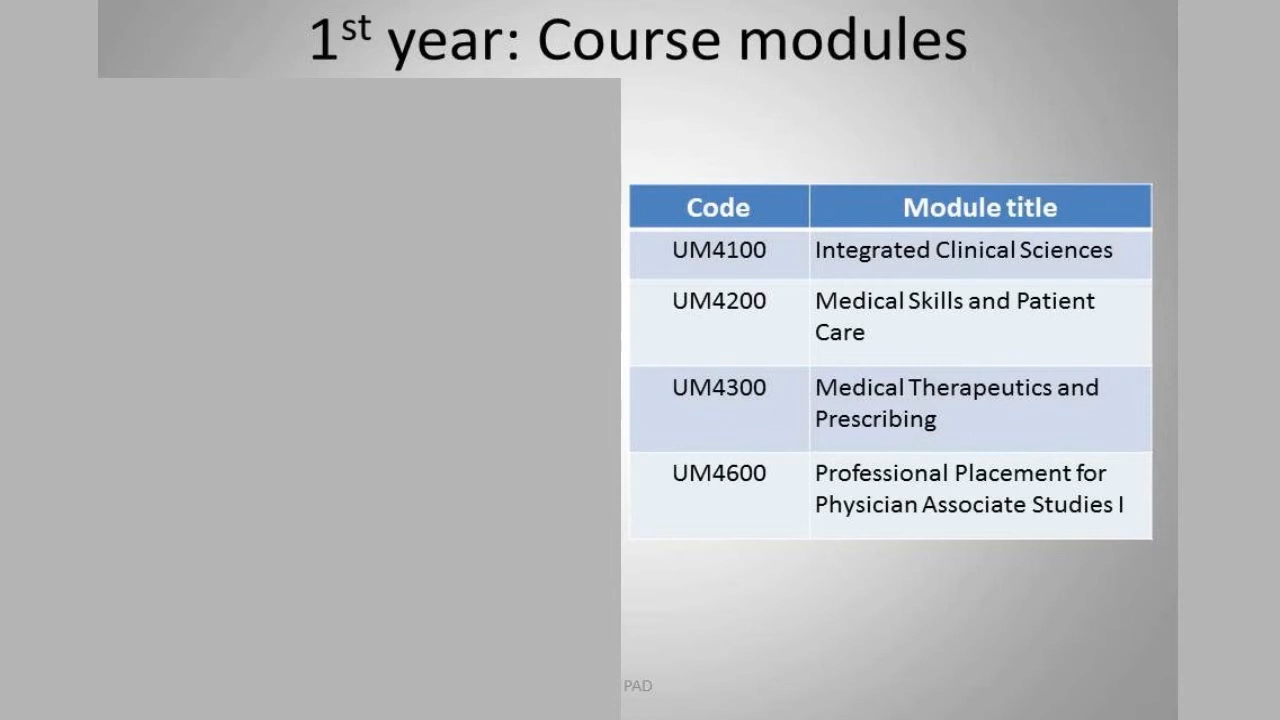 1st year: Course modules
Code Module title
UM4100 Integrated Clinical Sciences
UM4200 Medical Skills and Patient
Care
UM4300 Medical Therapeutics and
Prescribing
UM4600 Professional Placement for
Physician Associate Studies I
PAD